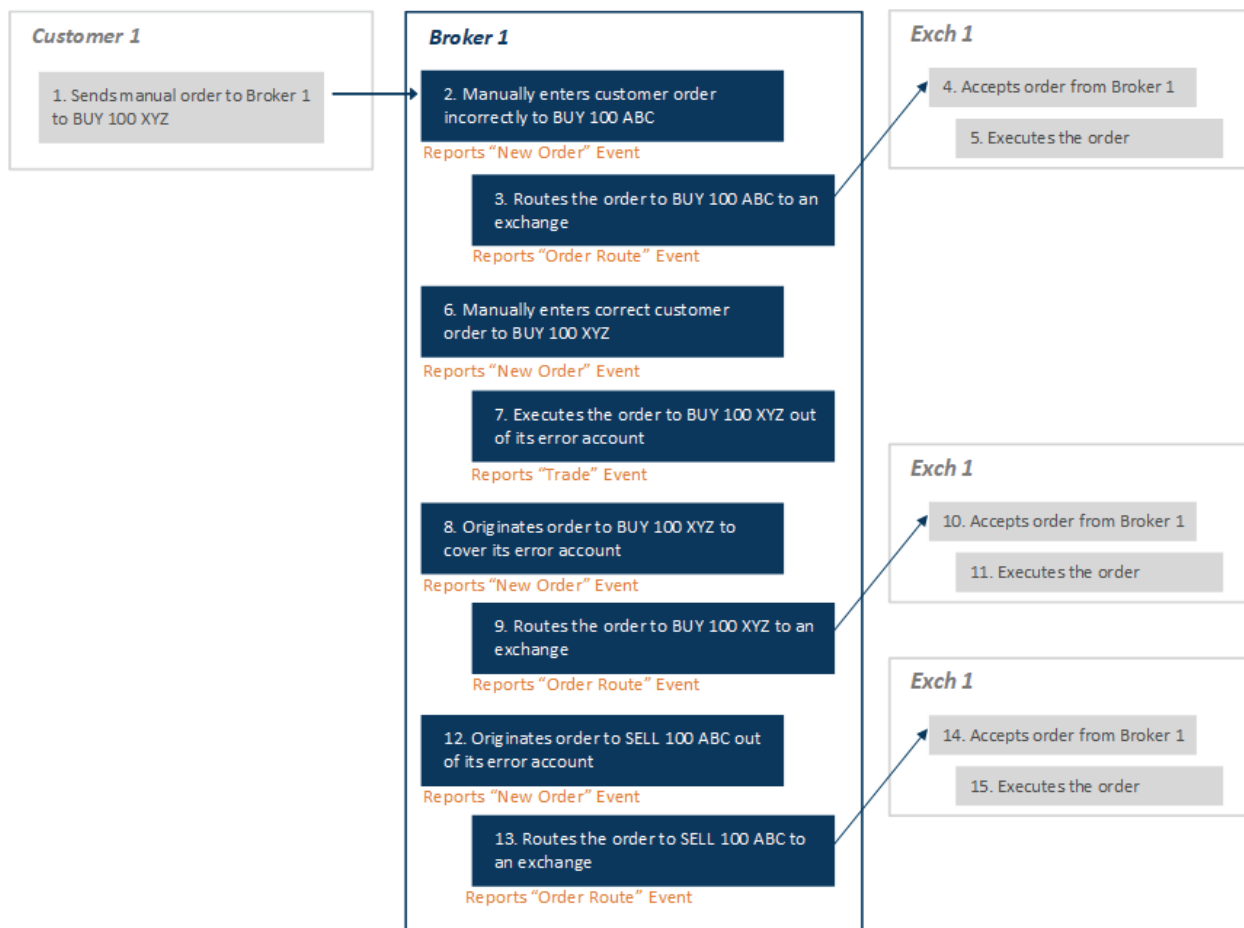 Customer 1
1. Sends manual order to Broker 1
to BUY 100 XYZ
Broker 1
2. Manually enters customer order
incorrectly to BUY 100 ABC
Reports “New Order” Event
3. Routes the order to BUY 100 ABC to an
exchange
Reports “Order Route” Event
Exch 1
4. Accepts order from Broker 1
5. Executes the order
6. Manually enters correct customer
order to BUY 100 XYZ
Reports “New Order” Event
7. Executes the order to BUY 100 XYZ out
of its error account
Reports “Trade” Event
8. Originates order to BUY 100 XYZ to
cover its error account
Reports “New Order” Event
9. Routes the order to BUY 100 XYZ to an
exchange
Reports “Order Route” Event
Exch 1
10. Accepts order from Broker 1
11. Executes the order
12. Originates order to SELL 100 ABC out
of its error account
Reports “New Order” Event
13. Routes the order to SELL 100 ABC to
an exchange
Reports “Order Route” Event
Exch 1
14. Accepts order from Broker 1
15. Executes the order